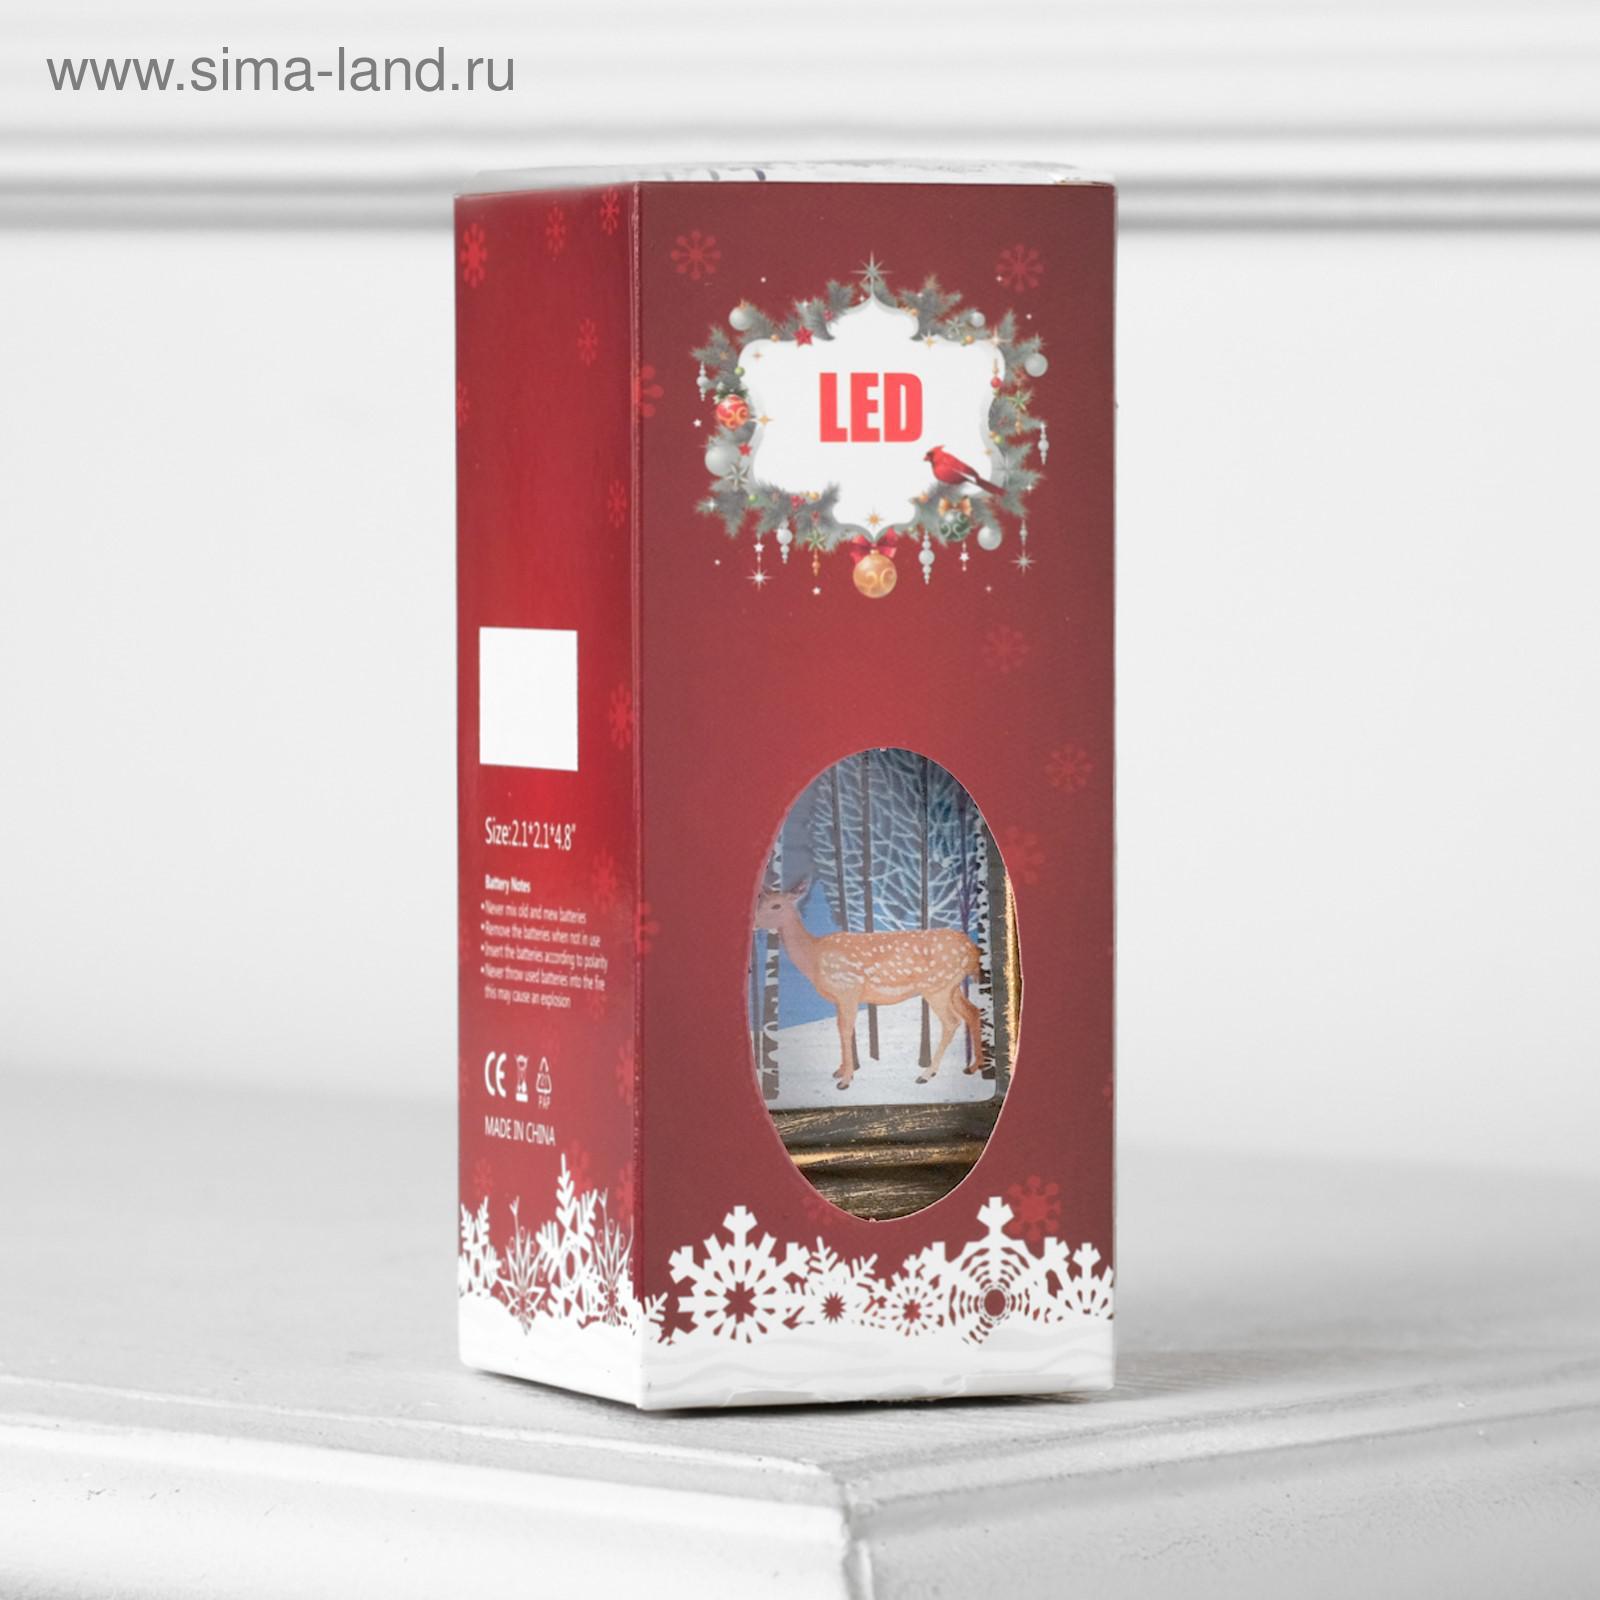 www.sima-land.ru
LED
Size:2.1*2.1*4.8"
Battery Notes
•Never mix old and new batteries
•Remove the batteries when not in use
•Insert the batteries according to polarity
•Never throw used batteries into the fire
this may cause an explosion
CE
PAP
MADE IN CHINA